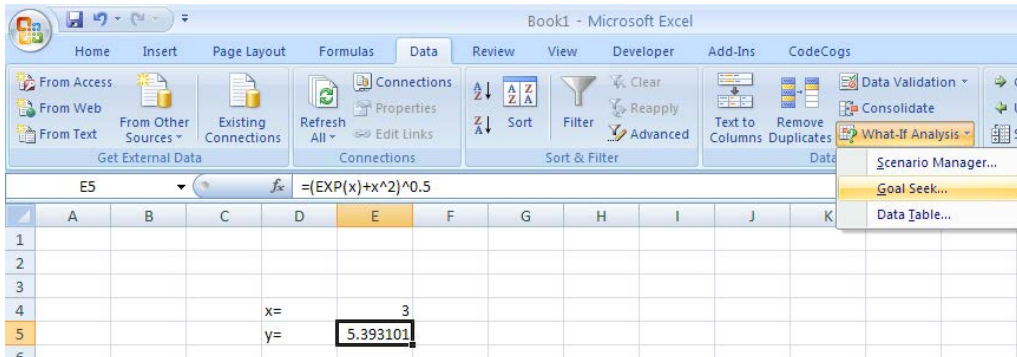 Book1 - Microsoft Excel
Home Insert Page Layout Formulas Data Review View Developer Add-Ins CodeCogs
From Access
From Web
From Text
From Other
Sources
Existing
Connections
Get External Data
Refresh
All
Connections
Properties
Edit Links
Connections
A
Z
Z
A
A Z
Z A
Sort
Filter
Clear
Reapply
Advanced
Sort & Filter
Text to
Columns
Remove
Duplicates
Data Validation
Consolidate
What-If Analysis
Data
Scenario Manager...
Goal Seek...
Data Table...
E5 fx =(EXP(x)+x^2)^0.5
A B C D E F G H I J K
1
2
3
4 x= 3
5 y= 5.393101